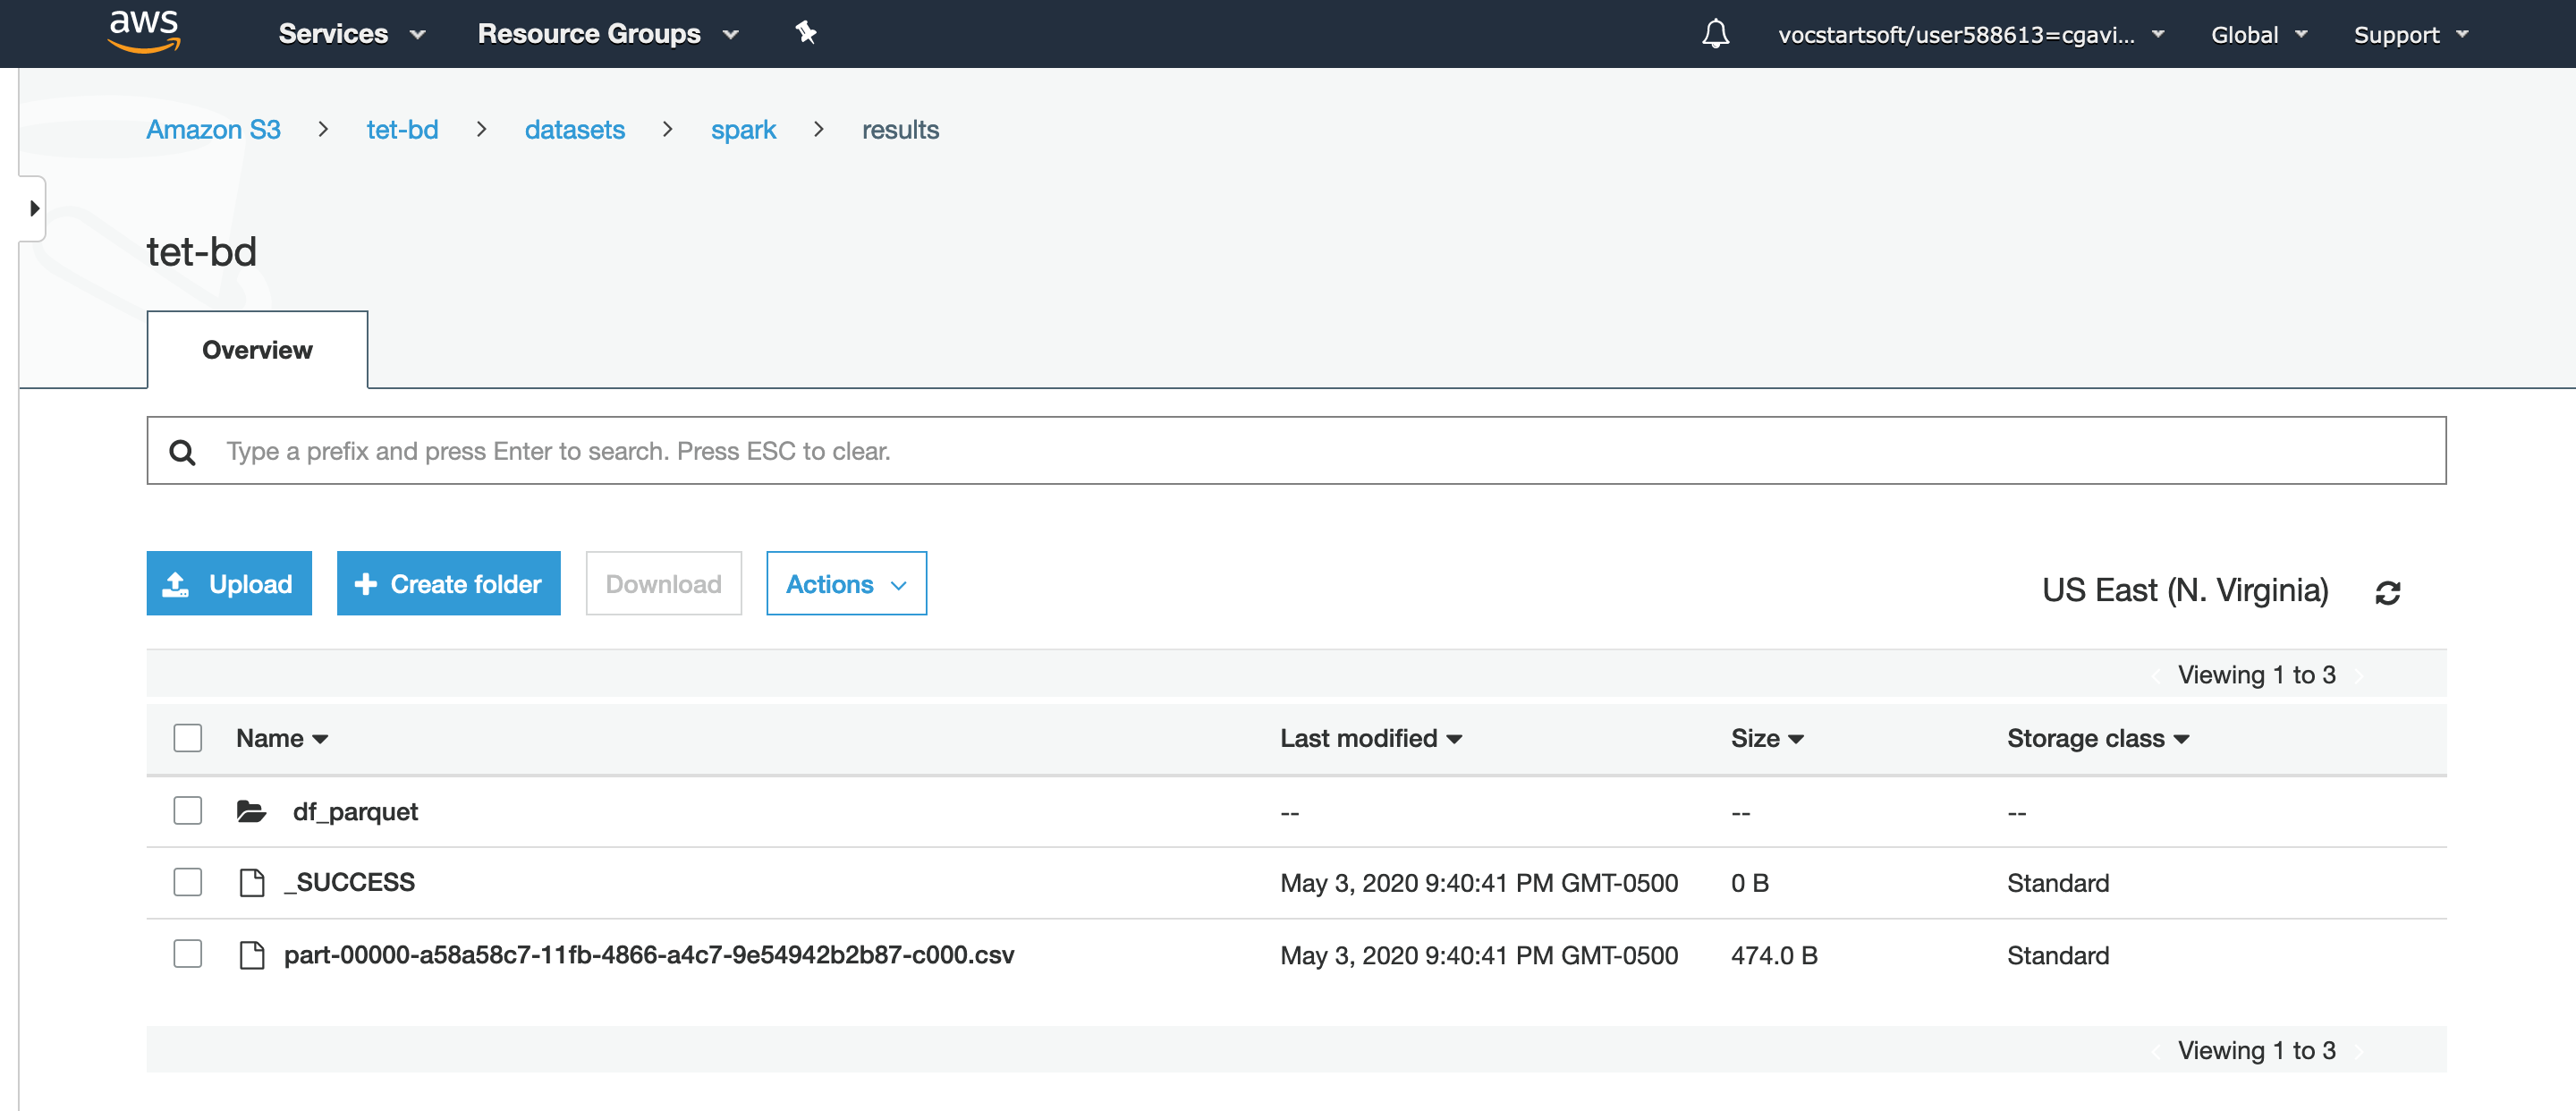 aws Services Resource Groups vocstartsoft/user588613=cgavi... Global Support
Amazon S3 > tet-bd > datasets > spark > results
tet-bd
Overview
Type a prefix and press Enter to search. Press ESC to clear.
Upload + Create folder Download Actions US East (N. Virginia)
Viewing 1 to 3
Name Last modified Size Storage class
df_parquet -- -- --
_SUCCESS May 3, 2020 9:40:41 PM GMT-0500 0 B Standard
part-00000-a58a58c7-11fb-4866-a4c7-9e54942b2b87-c000.csv May 3, 2020 9:40:41 PM GMT-0500 474.0 B Standard
Viewing 1 to 3